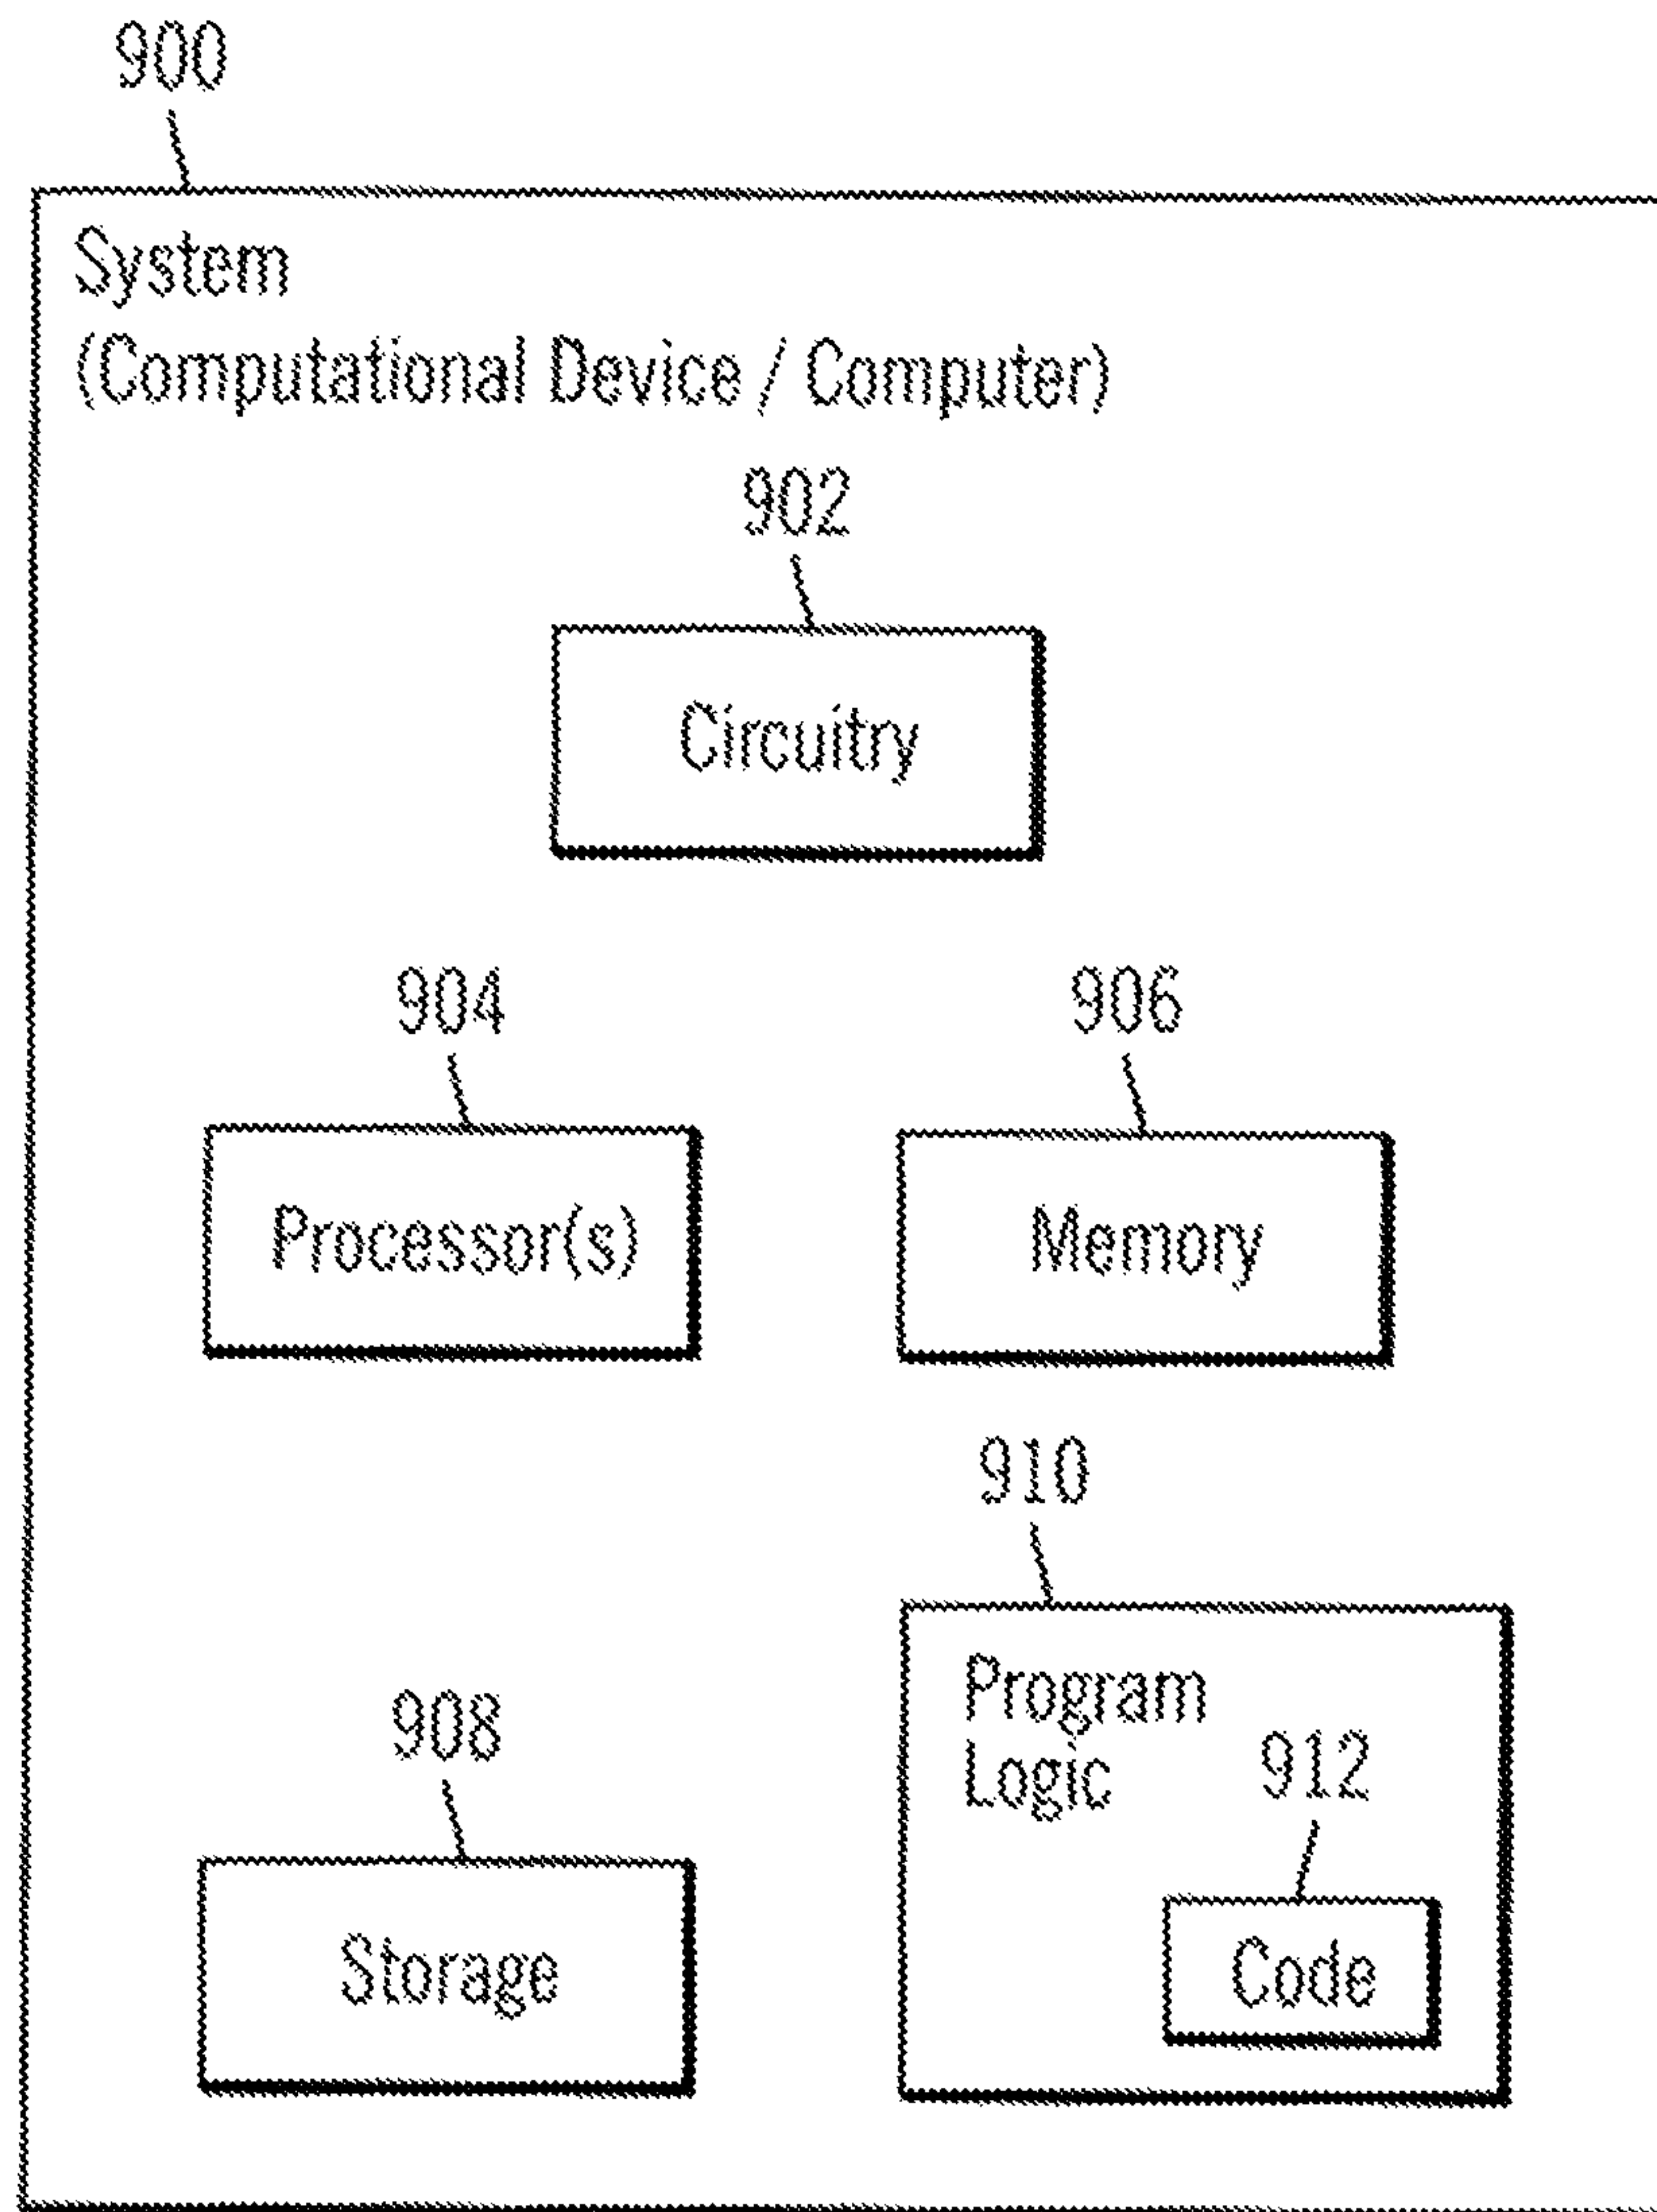 900
System
(Computational Device / Computer)
902
Circuitry
904
906
Processor(s)
Memory
910
Program
Logic
908
912
Storage
Code